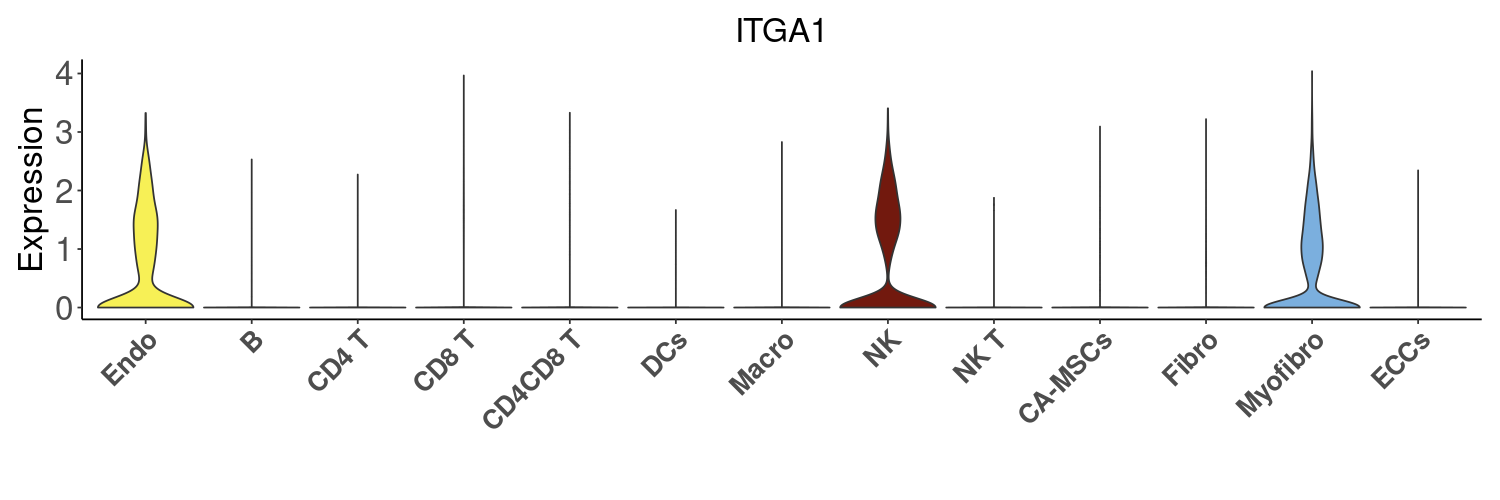 ITGA1
Expression
4
3
2
1
0
Endo
B
CD4 T
CD8 T
CD4CD8 T
DCs
Macro
NK
NK T
CA-MSCs
Fibro
Myofibro
ECCs